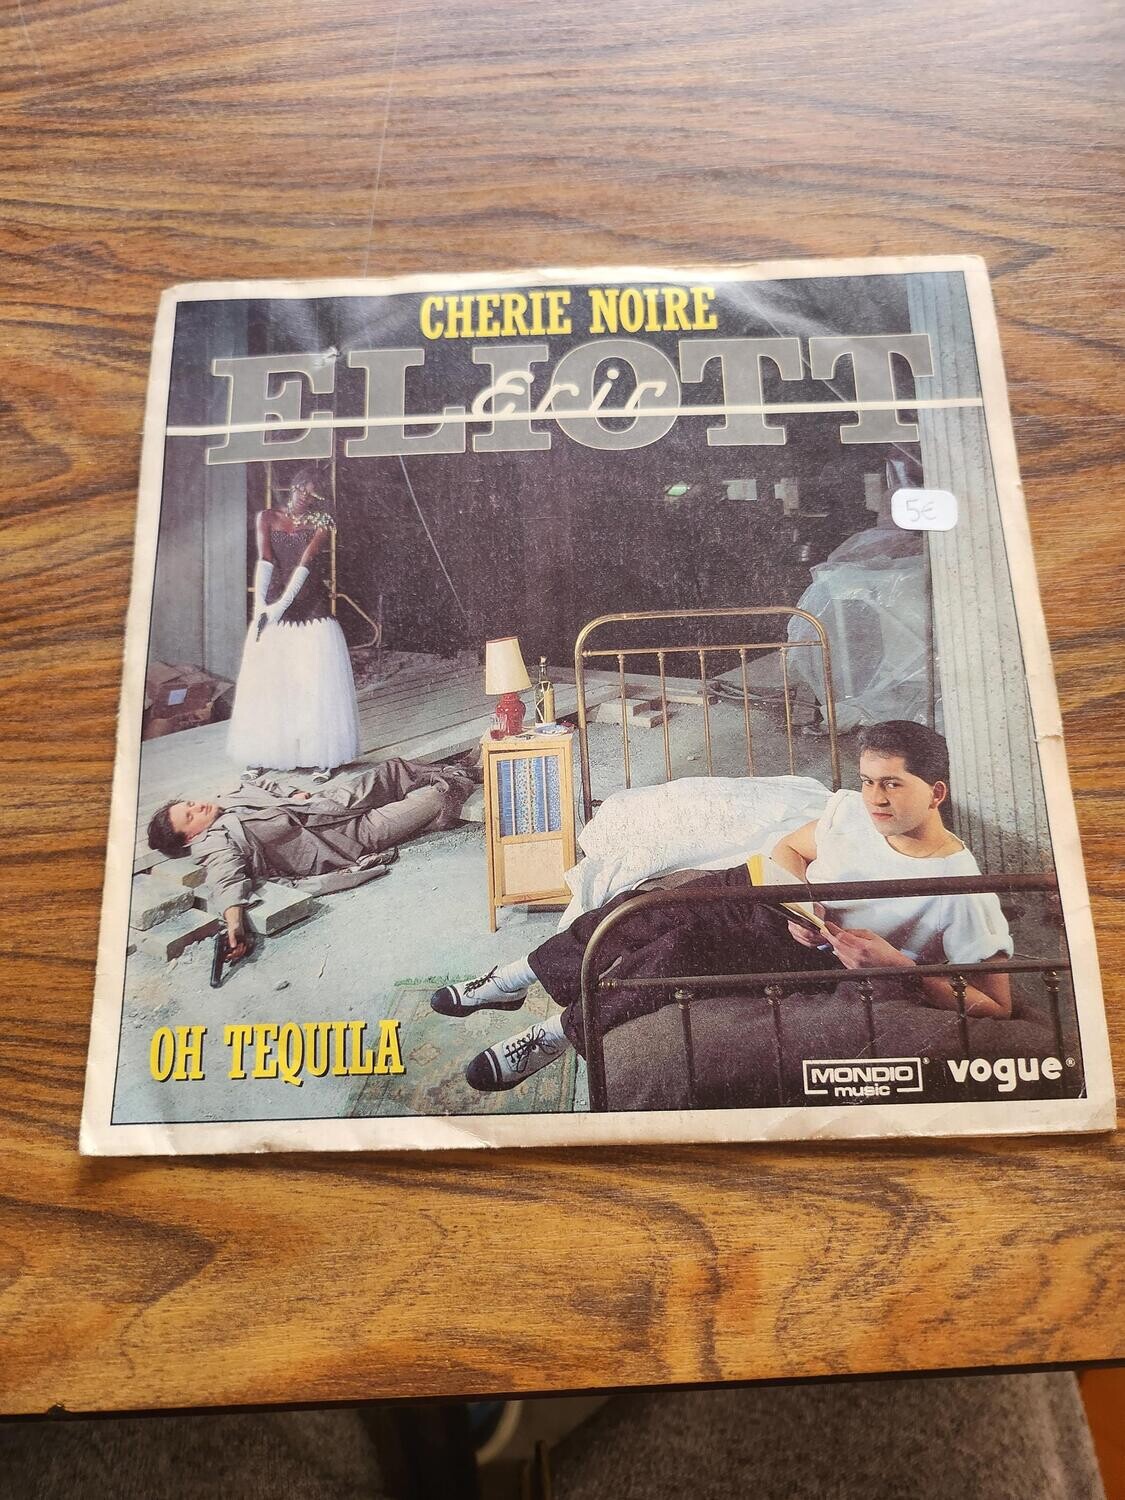 CHERIE NOIRE
ELIOTT
Eric
5€
OH TEQUILA
MONDIO music
vogue®